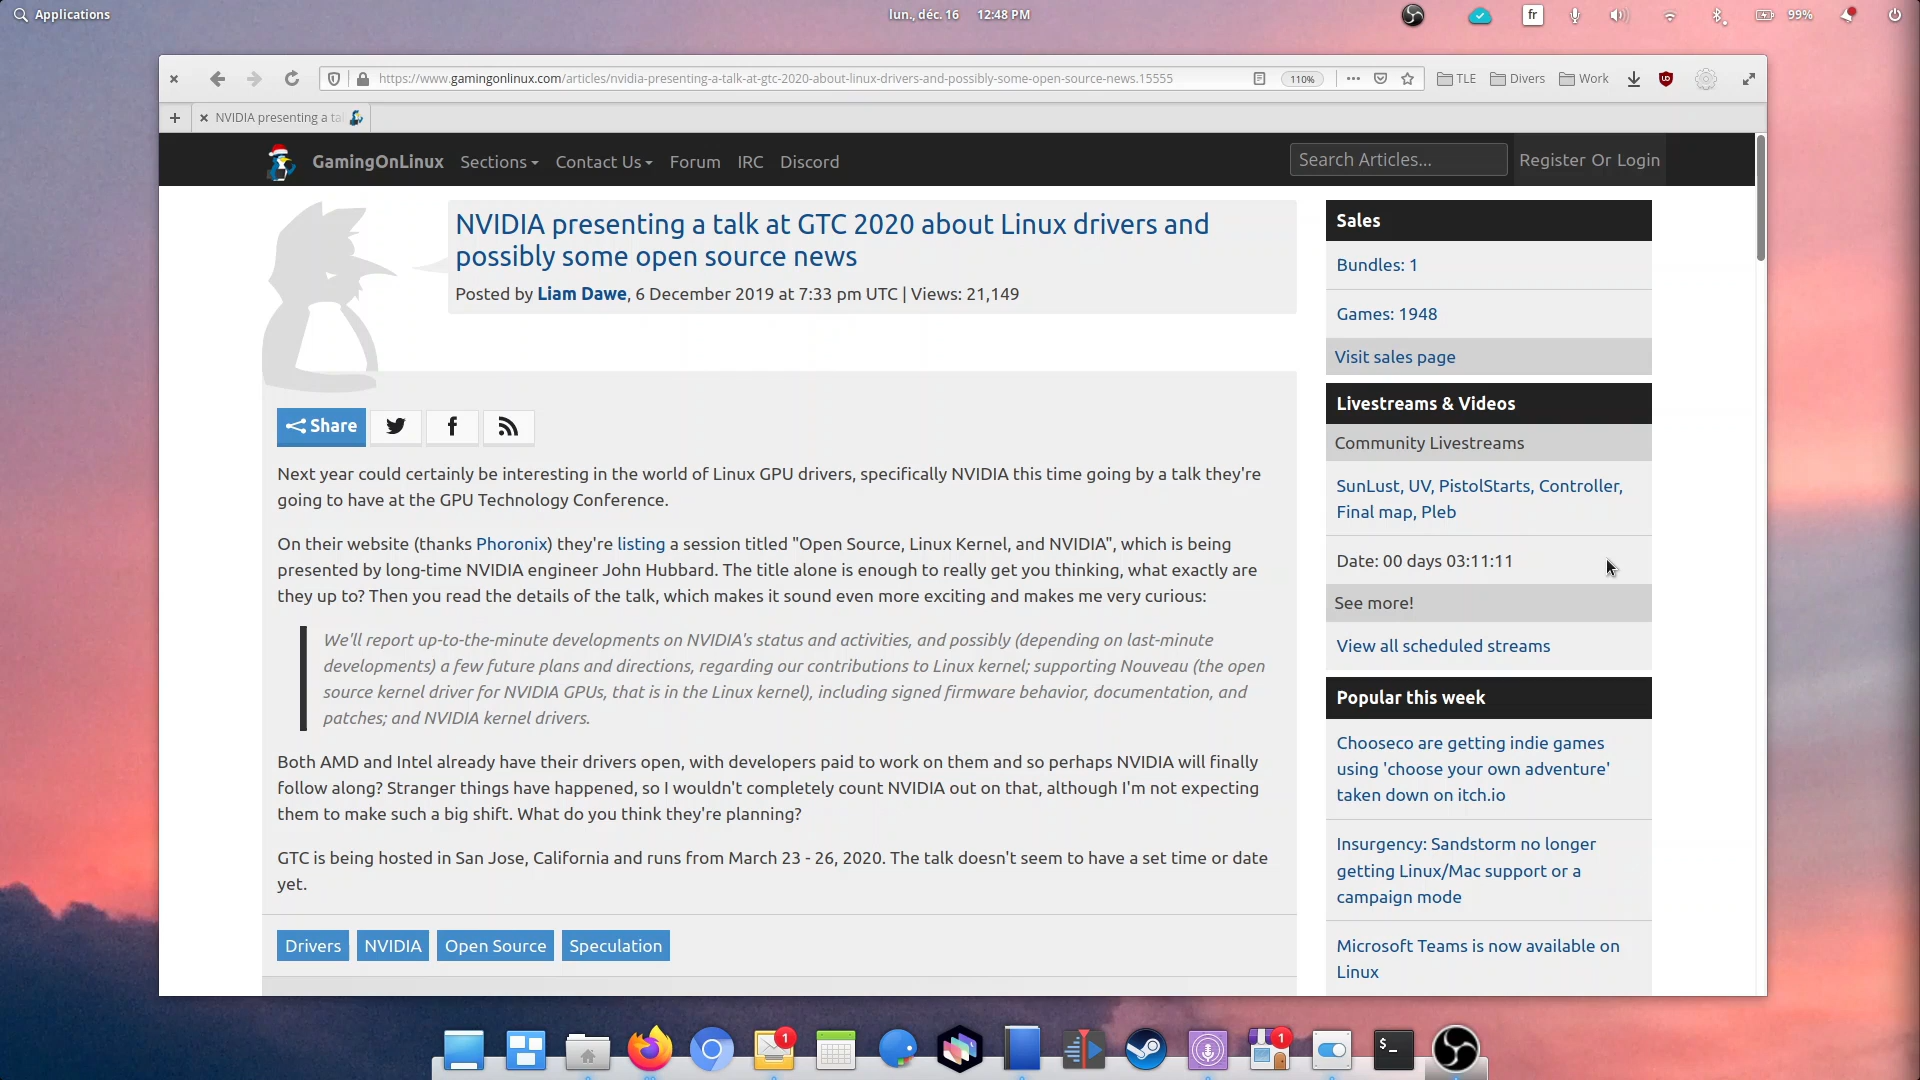 Applications
lun., déc. 16 12:48 PM
fr
99%
https://www.gamingonlinux.com/articles/nvidia-presenting-a-talk-at-gtc-2020-about-linux-drivers-and-possibly-some-open-source-news.15555
110%
TLE
Divers
Work
NVIDIA presenting a ta
GamingOnLinux
Sections
Contact Us
Forum
IRC
Discord
Search Articles...
Register Or Login
NVIDIA presenting a talk at GTC 2020 about Linux drivers and
possibly some open source news
Posted by Liam Dawe, 6 December 2019 at 7:33 pm UTC | Views: 21,149
Share
Next year could certainly be interesting in the world of Linux GPU drivers, specifically NVIDIA this time going by a talk they're
going to have at the GPU Technology Conference.
On their website (thanks Phoronix) they're listing a session titled "Open Source, Linux Kernel, and NVIDIA", which is being
presented by long-time NVIDIA engineer John Hubbard. The title alone is enough to really get you thinking, what exactly are
they up to? Then you read the details of the talk, which makes it sound even more exciting and makes me very curious:
We'll report up-to-the-minute developments on NVIDIA's status and activities, and possibly (depending on last-minute
developments) a few future plans and directions, regarding our contributions to Linux kernel; supporting Nouveau (the open
source kernel driver for NVIDIA GPUs, that is in the Linux kernel), including signed firmware behavior, documentation, and
patches; and NVIDIA kernel drivers.
Both AMD and Intel already have their drivers open, with developers paid to work on them and so perhaps NVIDIA will finally
follow along? Stranger things have happened, so I wouldn't completely count NVIDIA out on that, although I'm not expecting
them to make such a big shift. What do you think they're planning?
GTC is being hosted in San Jose, California and runs from March 23 - 26, 2020. The talk doesn't seem to have a set time or date
yet.
Drivers
NVIDIA
Open Source
Speculation
Sales
Bundles: 1
Games: 1948
Visit sales page
Livestreams & Videos
Community Livestreams
SunLust, UV, PistolStarts, Controller,
Final map, Pleb
Date: 00 days 03:11:11
See more!
View all scheduled streams
Popular this week
Chooseco are getting indie games
using 'choose your own adventure'
taken down on itch.io
Insurgency: Sandstorm no longer
getting Linux/Mac support or a
campaign mode
Microsoft Teams is now available on
Linux
1
1
$_